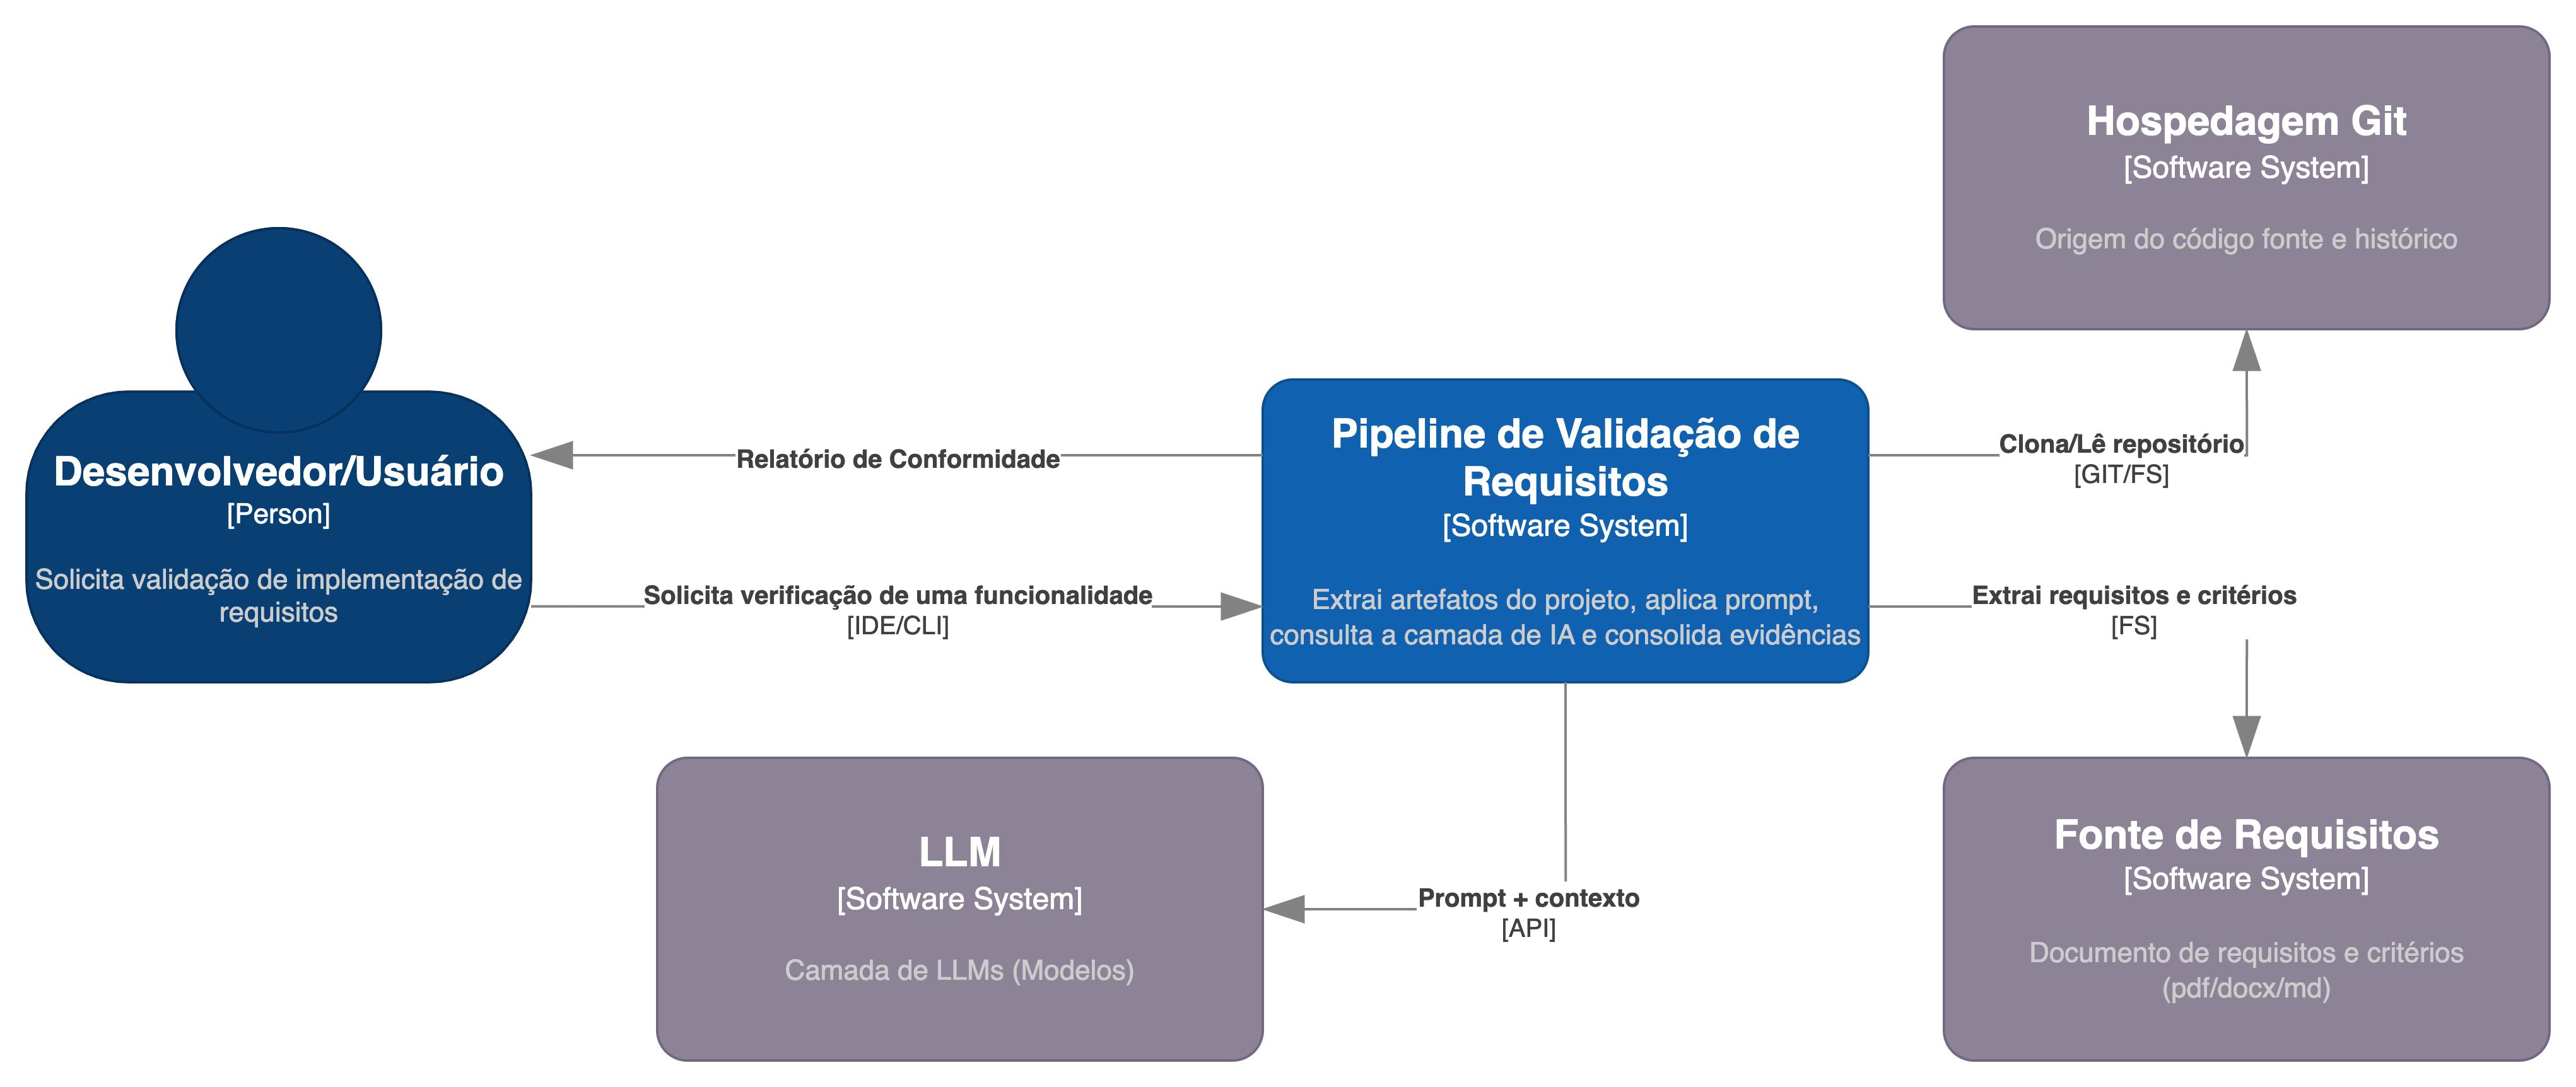 Hospedagem Git
[Software System]
Origem do código fonte e histórico
Desenvolvedor/Usuário
[Person]
Solicita validação de implementação de
requisitos
Relatório de Conformidade
Solicita verificação de uma funcionalidade
[IDE/CLI]
Pipeline de Validação de
Requisitos
[Software System]
Extrai artefatos do projeto, aplica prompt,
consulta a camada de IA e consolida evidências
Clona/Lê repositório
[GIT/FS]
Extrai requisitos e critérios
[FS]
LLM
[Software System]
Camada de LLMs (Modelos)
Prompt + contexto
[API]
Fonte de Requisitos
[Software System]
Documento de requisitos e critérios
(pdf/docx/md)